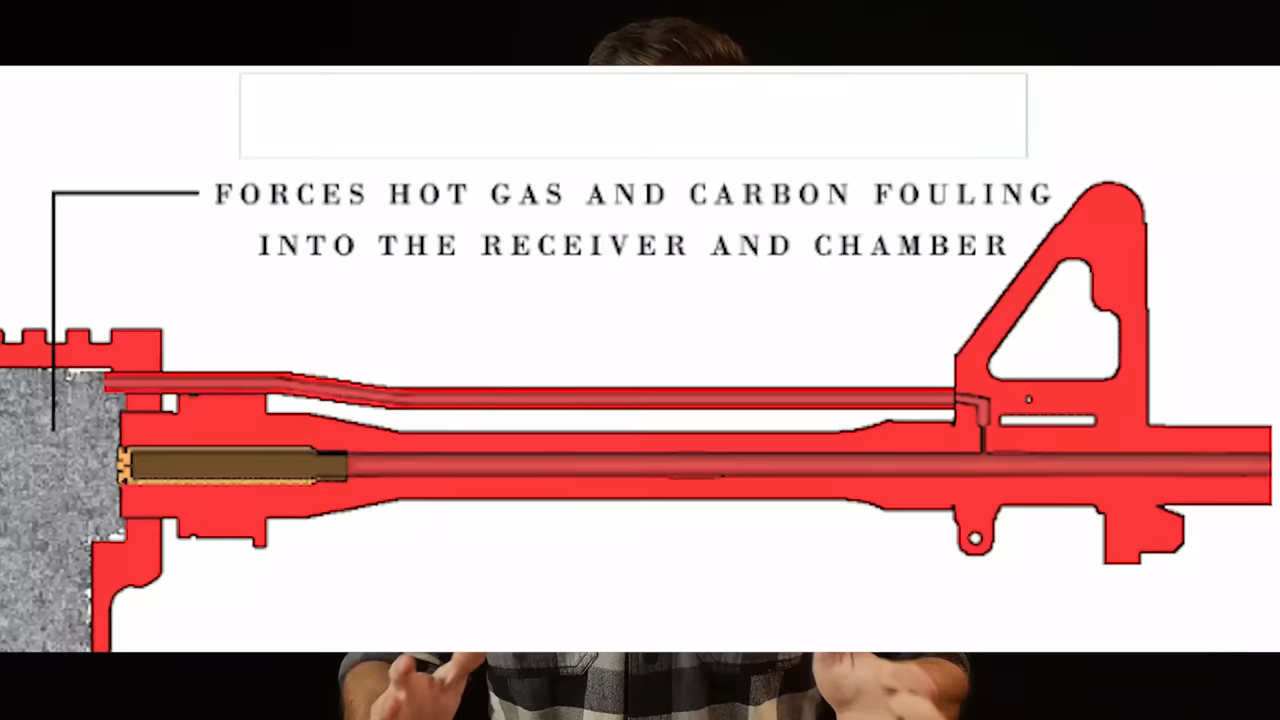 FORCES HOT GAS AND CARBON FOULING
INTO THE RECEIVER AND CHAMBER